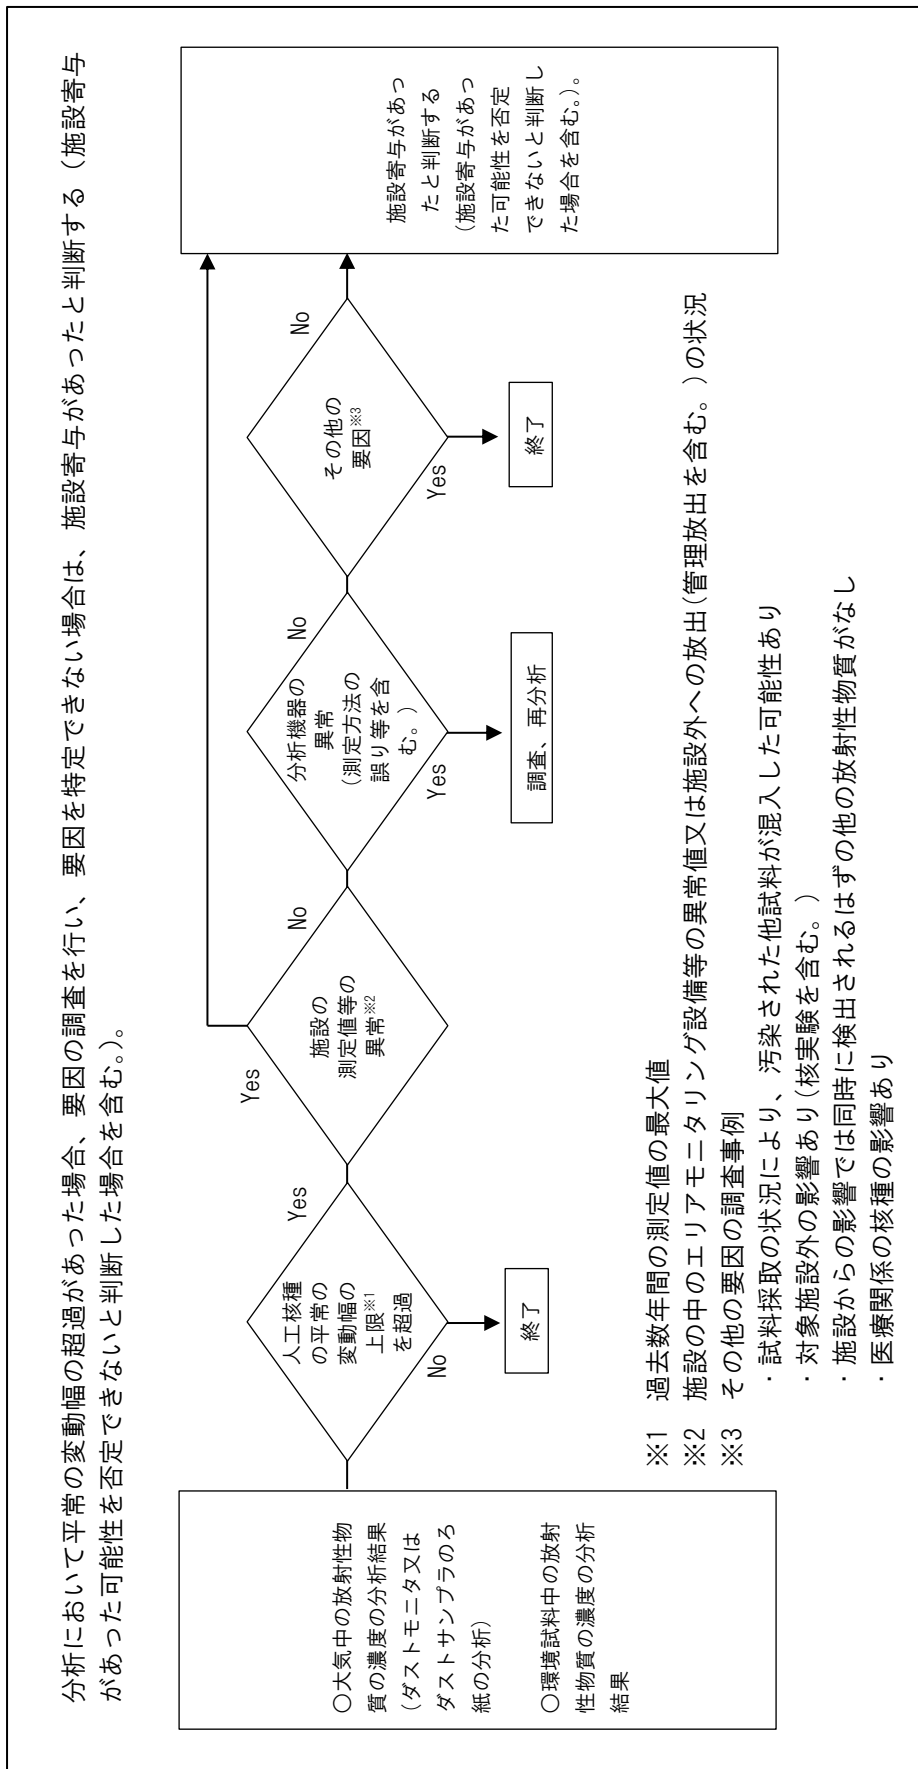 分析において平常の変動幅の超過があった場合、要因の調査を行い、要因を特定できない場合は、施設寄与があったと判断する（施設寄与
があった可能性を否定できないと判断した場合を含む。）。
○大気中の放射性物
質の濃度の分析結果
(ダストモニタ又は
ダストサンプラのろ
紙の分析)
○環境試料中の放射
性物質の濃度の分析
結果
人工核種
の平常の
変動幅の
上限※1
を超過
Yes
No
終了
施設の
測定値等の
異常※2
Yes
No
分析機器の
異常
(測定方法の
誤り等を含
む。)
No
Yes
調査、再分析
その他の
要因※3
No
Yes
終了
施設寄与があっ
たと判断する
(施設寄与があっ
た可能性を否定
できないと判断し
た場合を含む。)。
※1 過去数年間の測定値の最大値
※2 施設の中のエリアモニタリング設備等の異常値又は施設外への放出(管理放出を含む。)の状況
※3 その他の要因の調査事例
・試料採取の状況により、汚染された他試料が混入した可能性あり
・対象施設外の影響あり(核実験を含む。)
・施設からの影響では同時に検出されるはずの他の放射性物質がなし
・医療関係の核種の影響あり